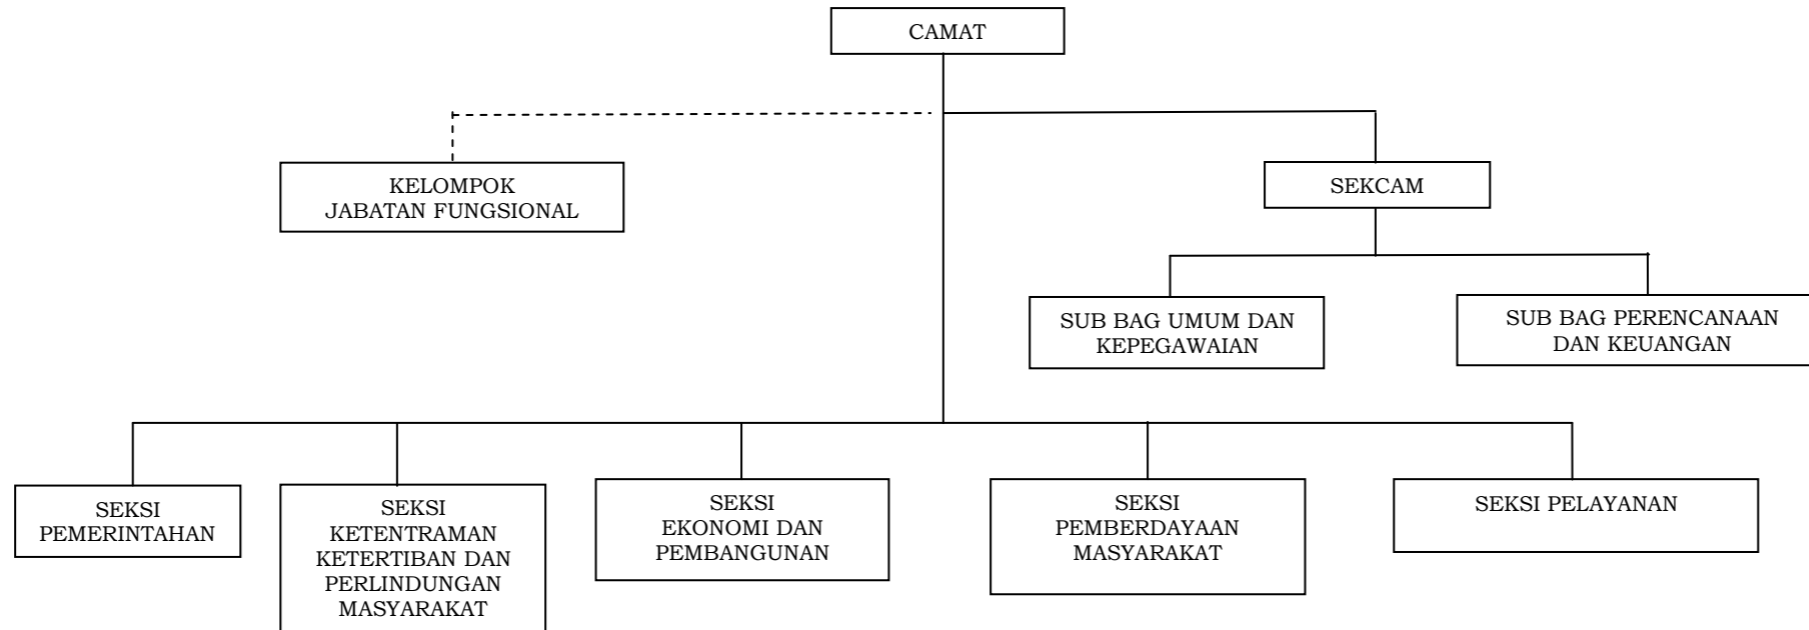 CAMAT
KELOMPOK
JABATAN FUNGSIONAL
SEKCAM
SUB BAG UMUM DAN
KEPEGAWAIAN
SUB BAG PERENCANAAN
DAN KEUANGAN
SEKSI
PEMERINTAHAN
SEKSI
KETENTRAMAN
KETERTIBAN DAN
PERLINDUNGAN
MASYARAKAT
SEKSI
EKONOMI DAN
PEMBANGUNAN
SEKSI
PEMBERDAYAAN
MASYARAKAT
SEKSI PELAYANAN